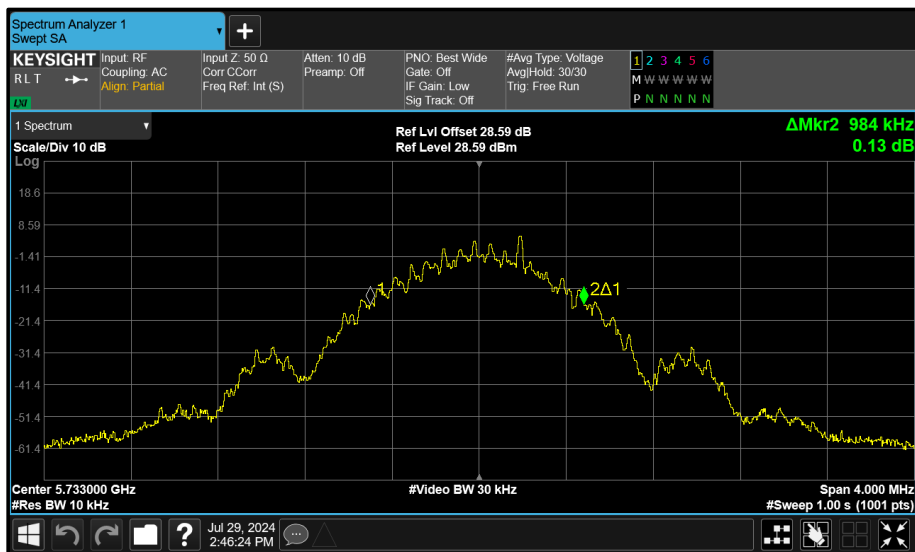 Spectrum Analyzer 1
Swept SA
+
KEYSIGHT
R L T
LXI
Input: RF
Coupling: AC
Align: Partial
Input Z: 50 Ω
Corr CCorr
Freq Ref: Int (S)
Atten: 10 dB
Preamp: Off
PNO: Best Wide
Gate: Off
IF Gain: Low
Sig Track: Off
#Avg Type: Voltage
Avg|Hold: 30/30
Trig: Free Run
1 2 3 4 5 6
M W W W W W
P N N N N N
1 Spectrum
Scale/Div 10 dB
Ref Lvl Offset 28.59 dB
Ref Level 28.59 dBm
ΔMkr2 984 kHz
0.13 dB
Log
18.6
8.59
-1.41
-11.4
-21.4
-31.4
-41.4
-51.4
-61.4
1
2Δ1
Center 5.733000 GHz
#Res BW 10 kHz
#Video BW 30 kHz
Span 4.000 MHz
#Sweep 1.00 s (1001 pts)
?
Jul 29, 2024
2:46:24 PM